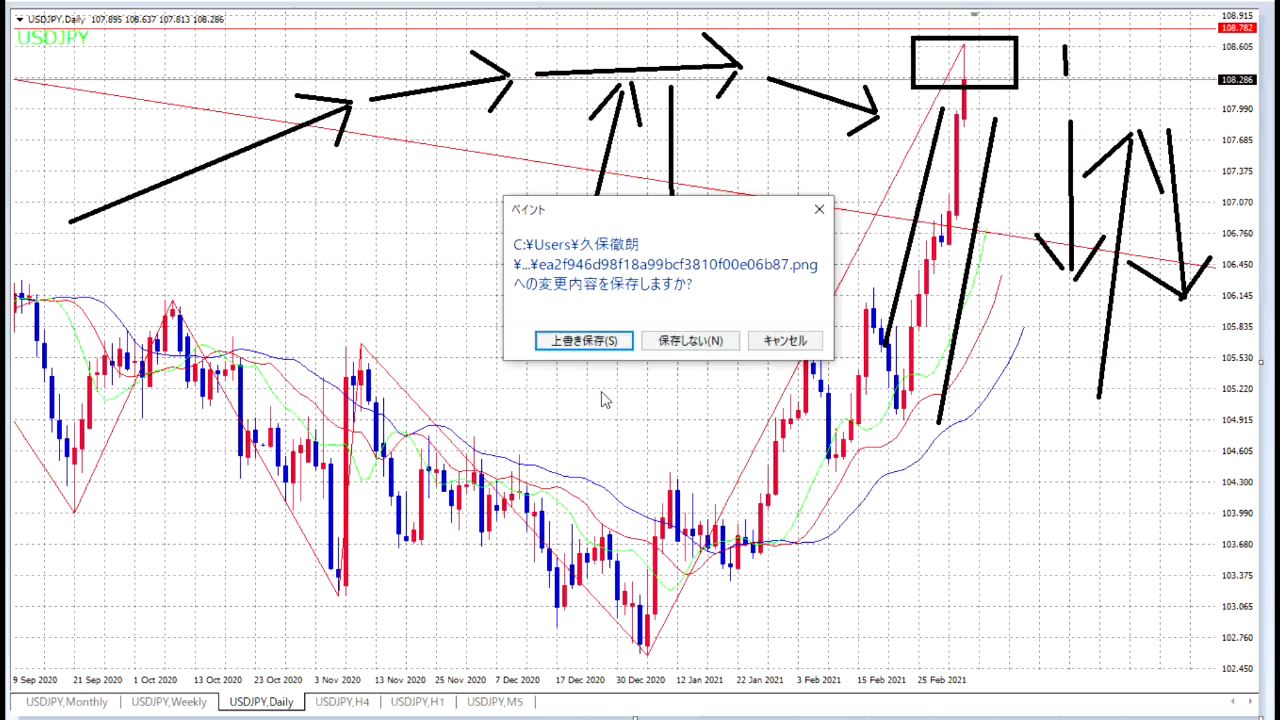 USDJPY,Daily 107.895 108.637 107.813 108.286
USDJPY
108.915
108.782
108.605
108.286
107.990
107.685
107.375
107.070
106.760
106.450
106.145
105.835
105.530
105.220
104.915
104.605
104.300
103.990
103.680
103.375
103.065
102.760
102.450
ペイント
C:¥Users¥久保徹朗
¥...¥ea2f946d98f18a99bcf3810f00e06b87.png
への変更内容を保存しますか?
上書き保存(S) 保存しない(N) キャンセル
9 Sep 2020 21 Sep 2020 1 Oct 2020 13 Oct 2020 23 Oct 2020 3 Nov 2020 13 Nov 2020 25 Nov 2020 7 Dec 2020 17 Dec 2020 30 Dec 2020 12 Jan 2021 22 Jan 2021 3 Feb 2021 15 Feb 2021 25 Feb 2021
USDJPY,Monthly USDJPY,Weekly USDJPY,Daily USDJPY,H4 USDJPY,H1 USDJPY,M5